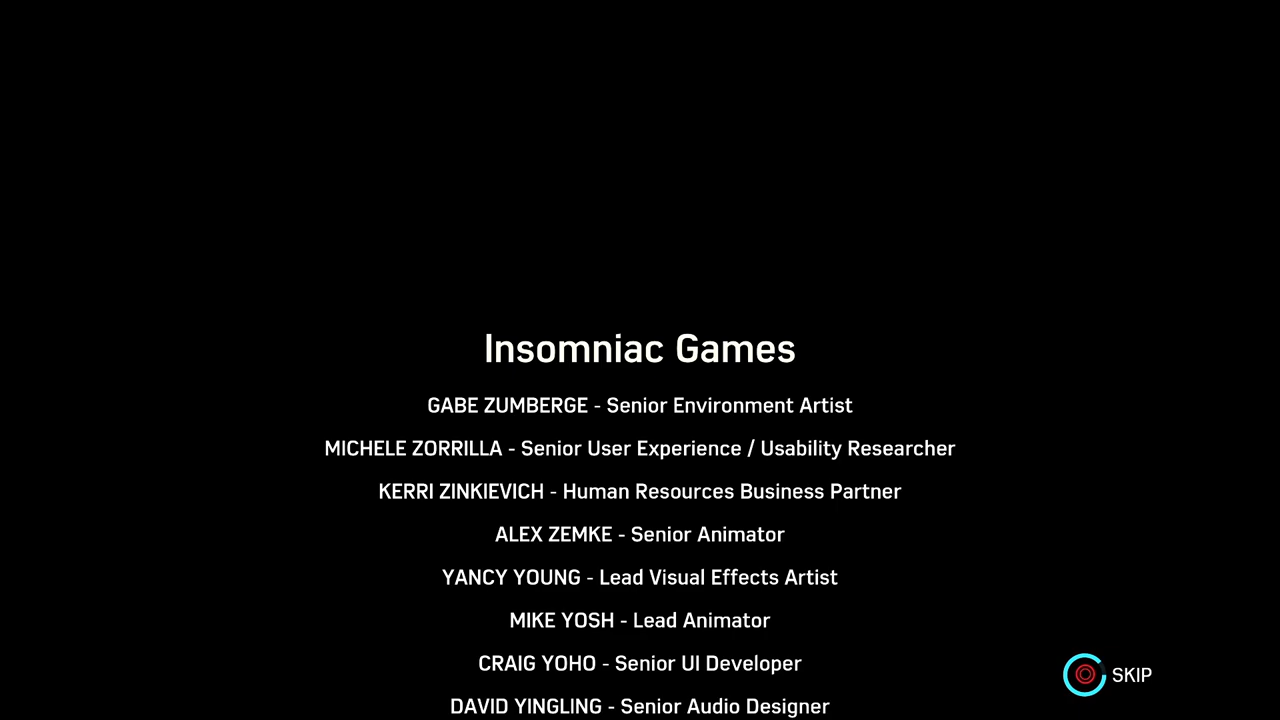 Insomniac Games
GABE ZUMBERGE - Senior Environment Artist
MICHELE ZORRILLA - Senior User Experience / Usability Researcher
KERRI ZINKIEVICH - Human Resources Business Partner
ALEX ZEMKE - Senior Animator
YANCY YOUNG - Lead Visual Effects Artist
MIKE YOSH - Lead Animator
CRAIG YOHO - Senior UI Developer
DAVID YINGLING - Senior Audio Designer
SKIP